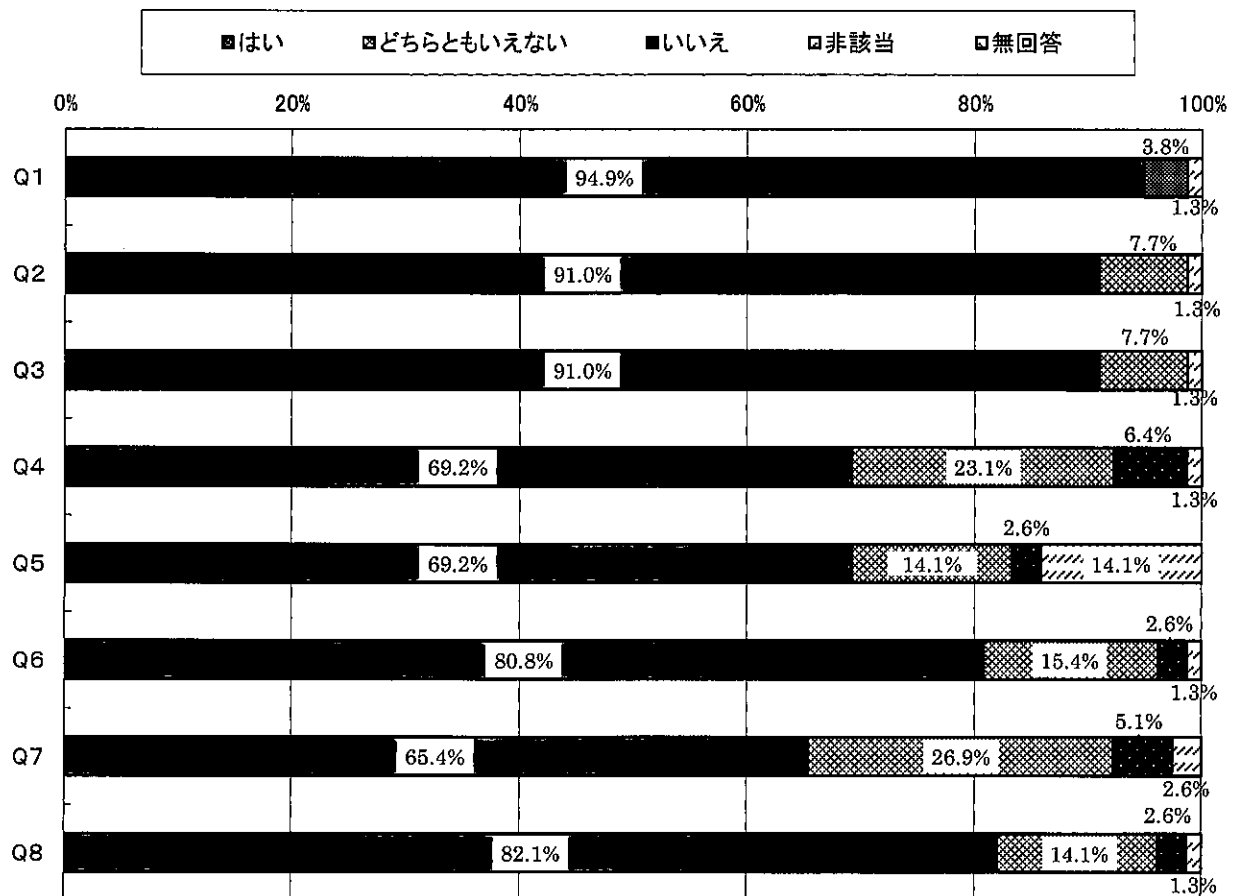 ■はい ▨どちらともいえない ■いいえ ▨非該当 ▨無回答
0% 20% 40% 60% 80% 100%
3.8%
Q1 94.9%
1.3%
7.7%
Q2 91.0%
1.3%
7.7%
Q3 91.0%
1.3%
6.4%
Q4 69.2% 23.1%
1.3%
2.6%
Q5 69.2% 14.1% 14.1%
2.6%
Q6 80.8% 15.4%
1.3%
5.1%
Q7 65.4% 26.9%
2.6%
2.6%
Q8 82.1% 14.1%
1.3%